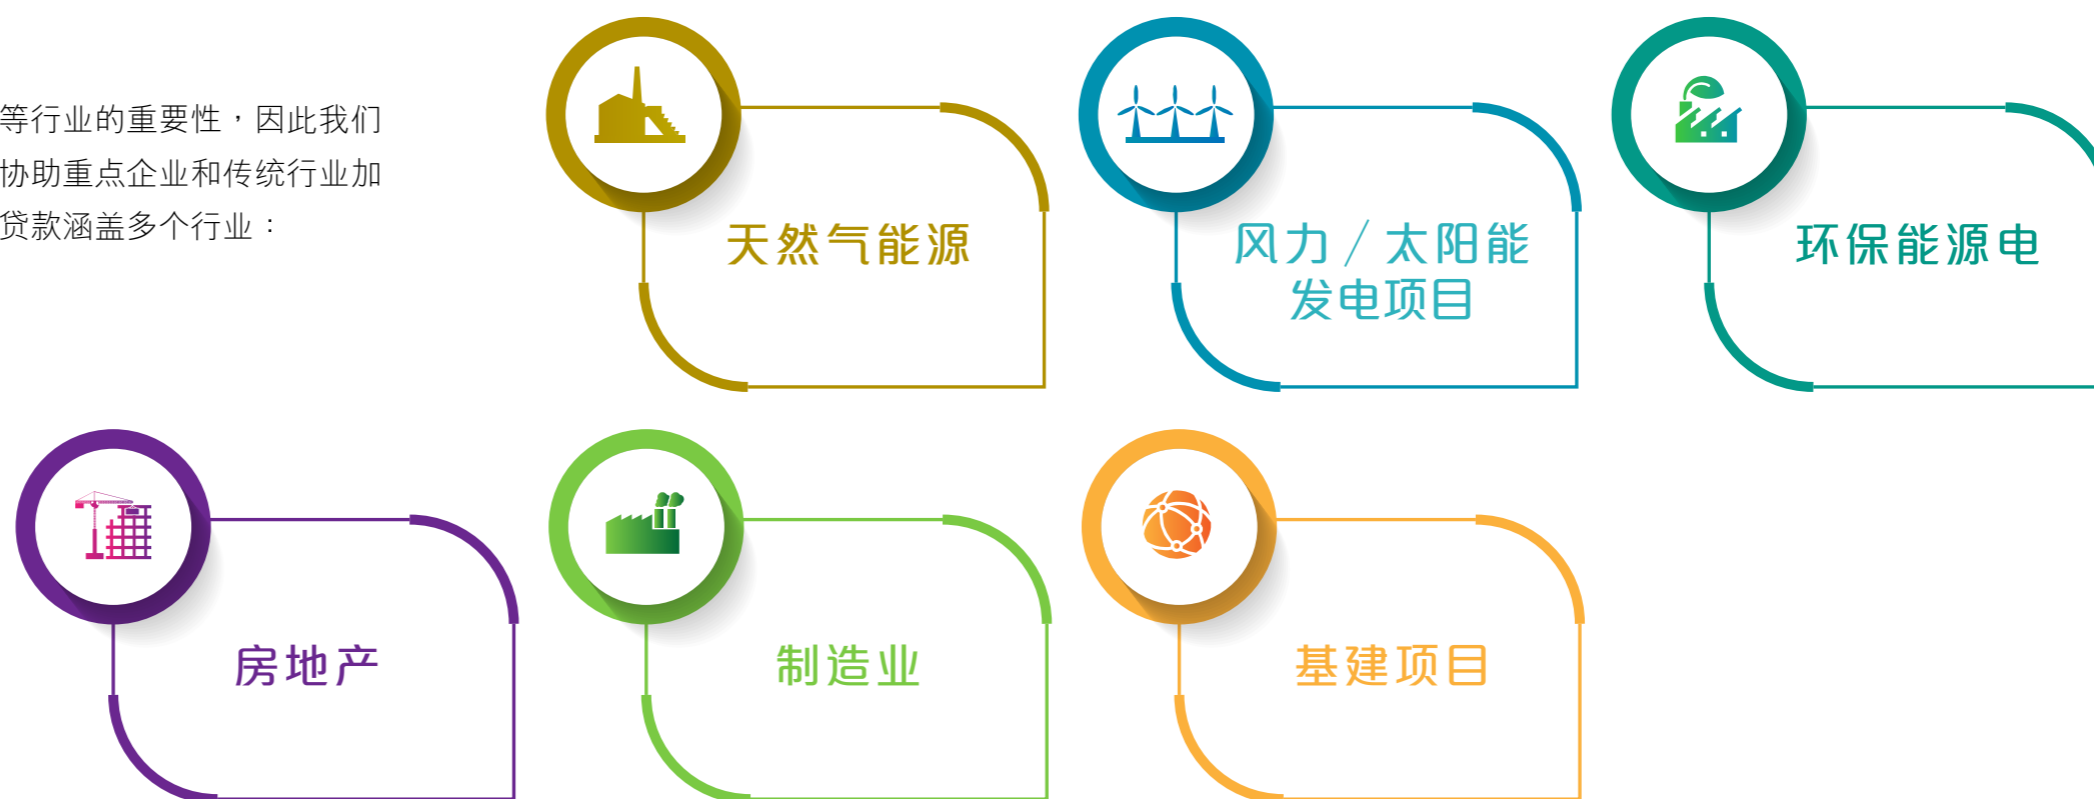 等行业的重要性，因此我们
协助重点企业和传统行业加
贷款涵盖多个行业：
天然气能源
风力／太阳能
发电项目
环保能源电
房地产
制造业
基建项目